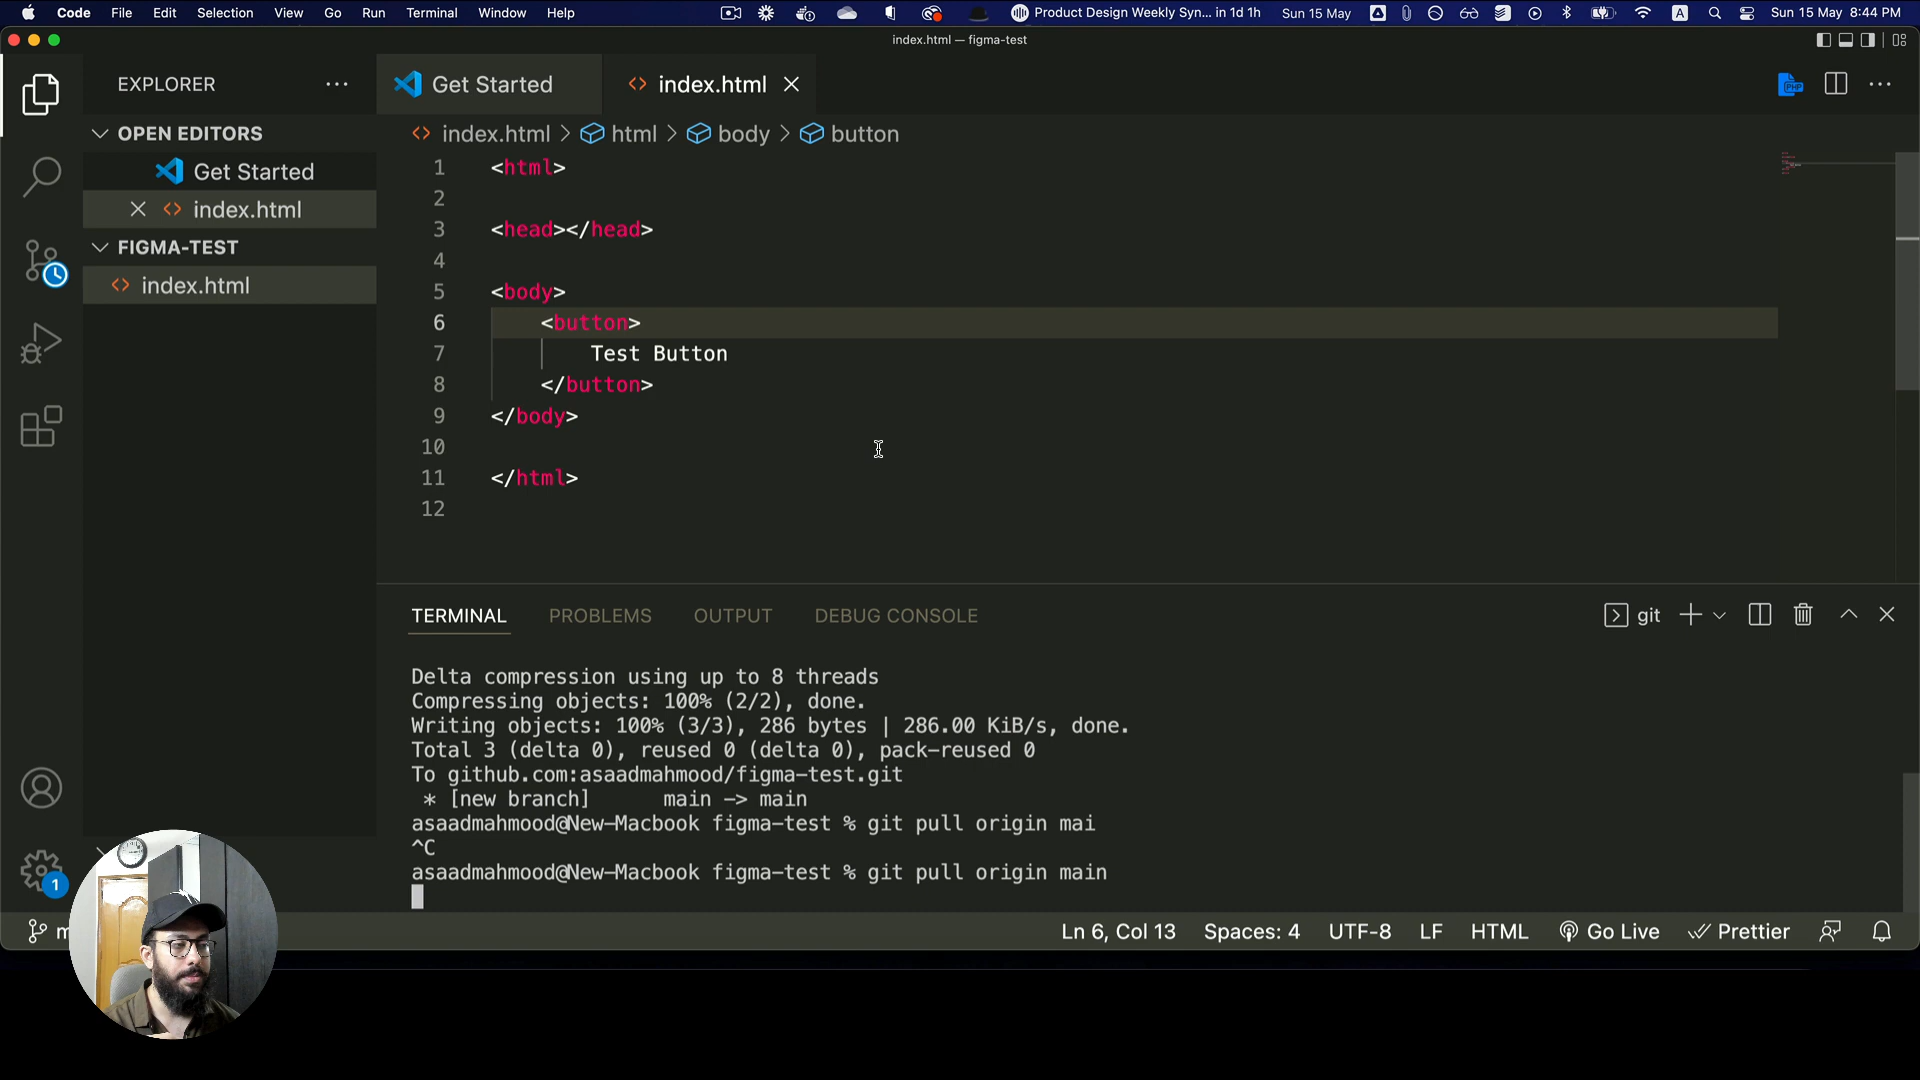 Code File Edit Selection View Go Run Terminal Window Help Product Design Weekly Syn... in 1d 1h Sun 15 May A Sun 15 May 8:44 PM
index.html — figma-test
EXPLORER
Get Started
index.html
PHP
OPEN EDITORS
Get Started
index.html
FIGMA-TEST
index.html
1
index.html > html > body > button
1 <html>
2
3 <head></head>
4
5 <body>
6 <button>
7 Test Button
8 </button>
9 </body>
10
11 </html>
12
TERMINAL PROBLEMS OUTPUT DEBUG CONSOLE
git
Delta compression using up to 8 threads
Compressing objects: 100% (2/2), done.
Writing objects: 100% (3/3), 286 bytes | 286.00 KiB/s, done.
Total 3 (delta 0), reused 0 (delta 0), pack-reused 0
To github.com:asaadmahmood/figma-test.git
* [new branch] main -> main
asaadmahmood@New-Macbook figma-test % git pull origin mai
^C
asaadmahmood@New-Macbook figma-test % git pull origin main
Ln 6, Col 13 Spaces: 4 UTF-8 LF HTML Go Live Prettier